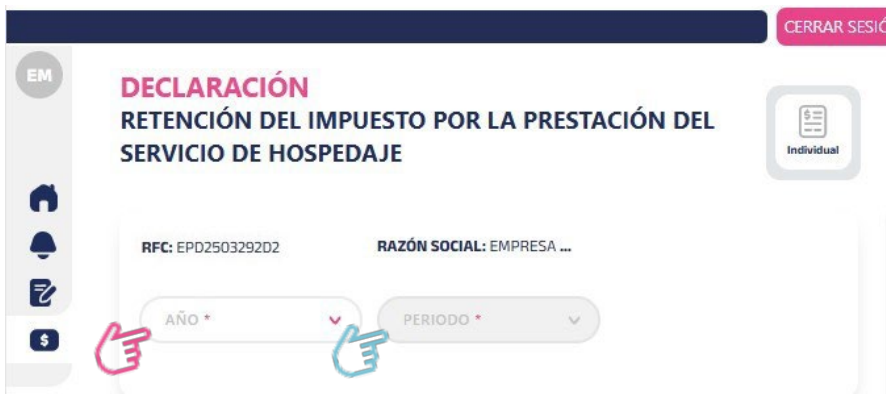 CERRAR SESIÓ
EM
DECLARACIÓN
RETENCIÓN DEL IMPUESTO POR LA PRESTACIÓN DEL
SERVICIO DE HOSPEDAJE
Individual
RFC: EPD2503292D2 RAZÓN SOCIAL: EMPRESA ...
AÑO * PERIODO *